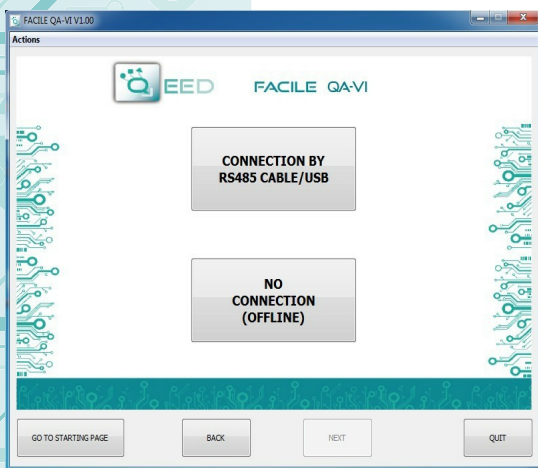 FACILE QA-VI V1.00
Actions
QEED FACILE QA-VI
CONNECTION BY
RS485 CABLE/USB
NO
CONNECTION
(OFFLINE)
GO TO STARTING PAGE BACK NEXT QUIT